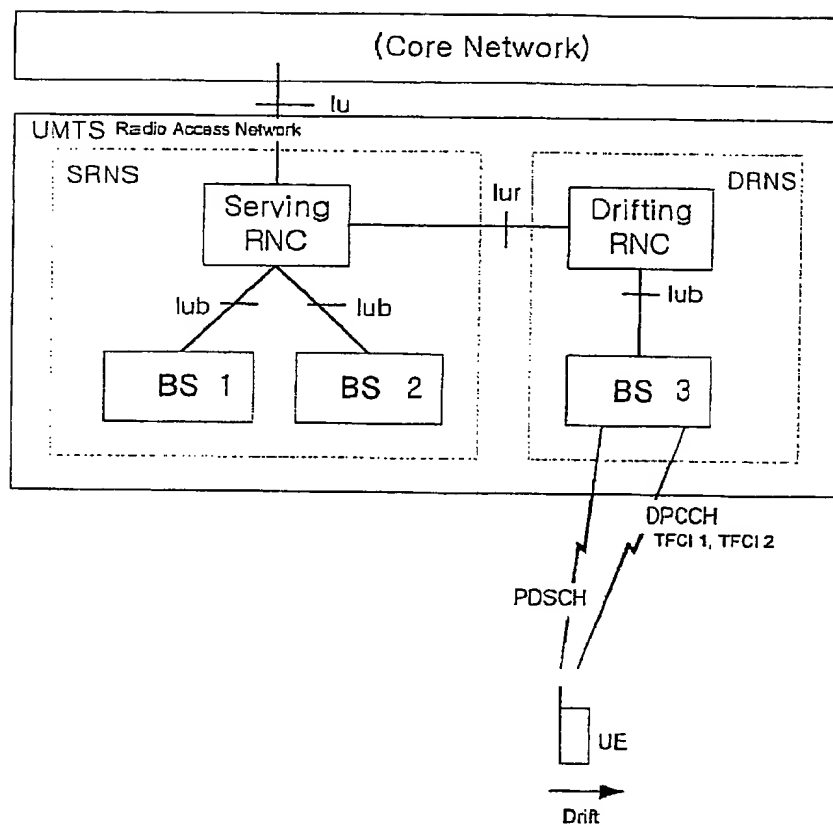 (Core Network)
Iu
UMTS Radio Access Network
SRNS
DRNS
Serving
RNC
Iur
Drifting
RNC
Iub
Iub
Iub
BS 1
BS 2
BS 3
DPCCH
TFCI 1, TFCI 2
PDSCH
UE
Drift